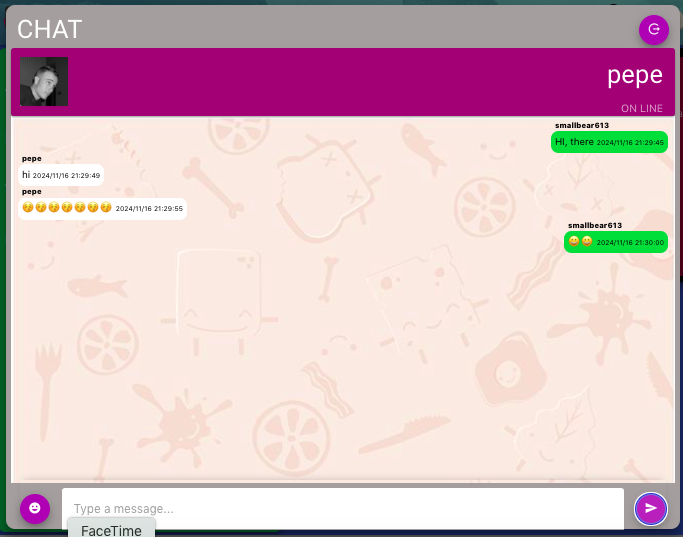 CHAT
pepe
ON LINE
smallbear613
HI, there 2024/11/16 21:29:45
pepe
hi 2024/11/16 21:29:49
pepe
2024/11/16 21:29:55
smallbear613
2024/11/16 21:30:00
Type a message...
FaceTime